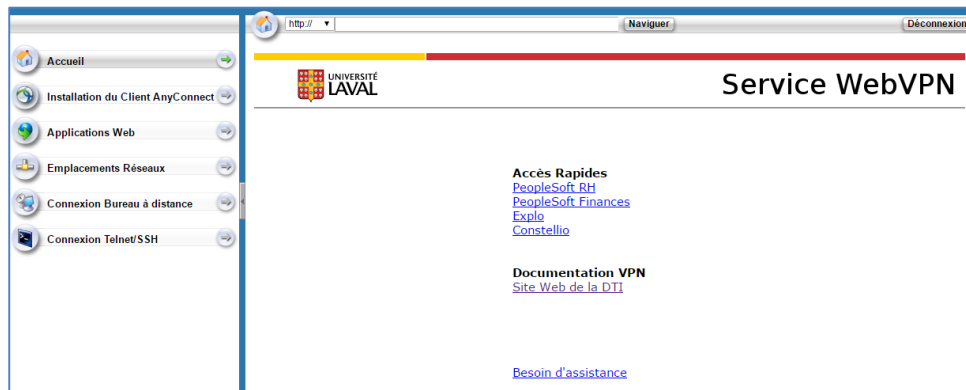 http://
Naviguer
Déconnexion
Accueil
Installation du Client AnyConnect
Applications Web
Emplacements Réseaux
Connexion Bureau à distance
Connexion Telnet/SSH
UNIVERSITÉ
LAVAL
Service WebVPN
Accès Rapides
PeopleSoft RH
PeopleSoft Finances
Explo
Constellio
Documentation VPN
Site Web de la DTI
Besoin d'assistance